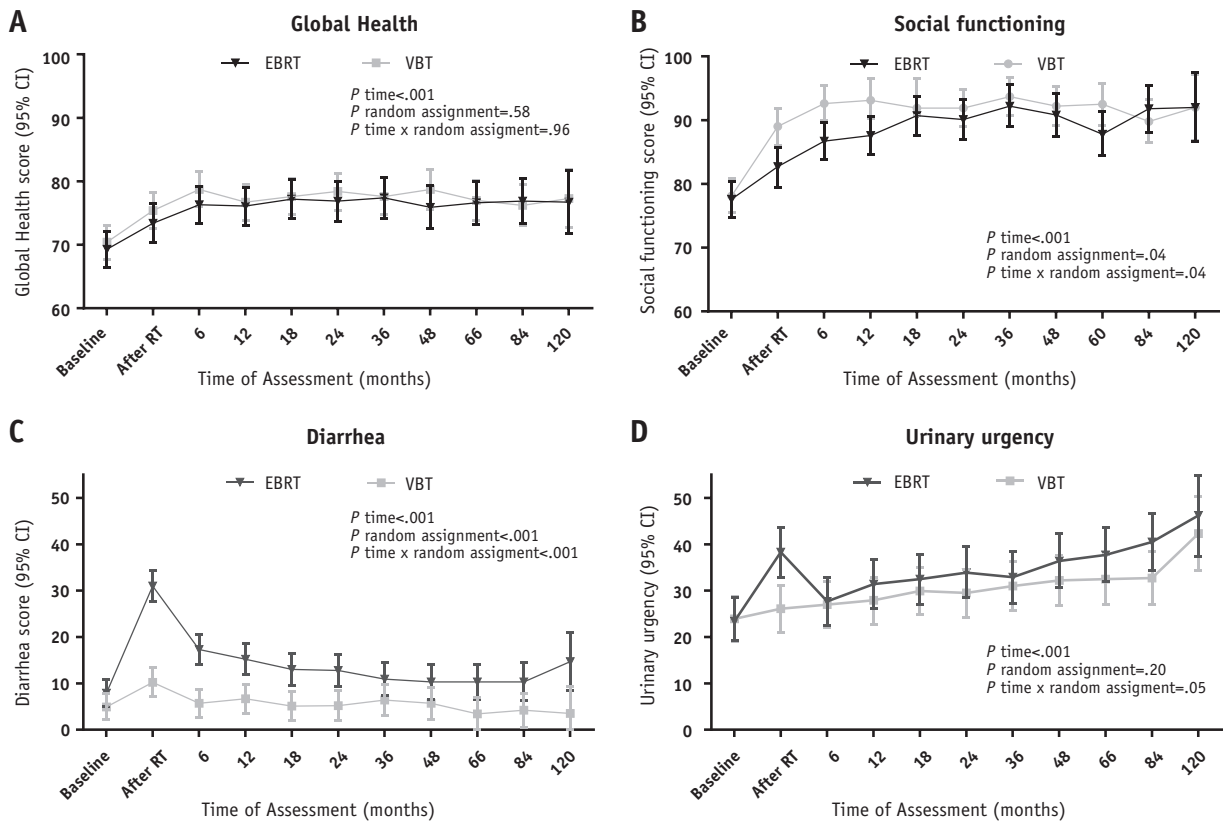 A
Global Health
EBRT
VBT
P time<.001
P random assignment=.58
P time x random assigment=.96
Global Health score (95% CI)
100
90
80
70
60
Baseline
After RT
6
12
18
24
36
48
66
84
120
Time of Assessment (months)
B
Social functioning
EBRT
VBT
P time<.001
P random assignment=.04
P time x random assigment=.04
Social functioning score (95% CI)
100
90
80
70
60
Baseline
After RT
6
12
18
24
36
48
60
84
120
Time of Assessment (months)
C
Diarrhea
EBRT
VBT
P time<.001
P random assignment<.001
P time x random assigment<.001
Diarrhea score (95% CI)
50
40
30
20
10
0
Baseline
After RT
6
12
18
24
36
48
66
84
120
Time of Assessment (months)
D
Urinary urgency
EBRT
VBT
P time<.001
P random assignment=.20
P time x random assigment=.05
Urinary urgency (95% CI)
50
40
30
20
10
0
Baseline
After RT
6
12
18
24
36
48
66
84
120
Time of Assessment (months)